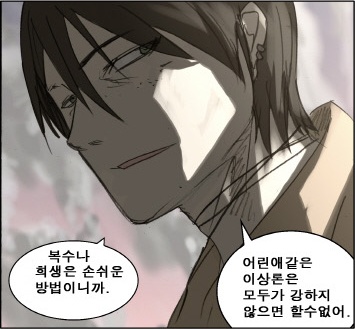 복수나
희생은 손쉬운
방법이니까.
어린애같은
이상론은
모두가 강하지
않으면 할수없어.